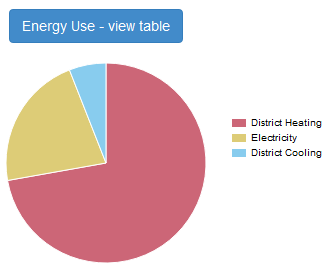 Energy Use - view table
District Heating
Electricity
District Cooling